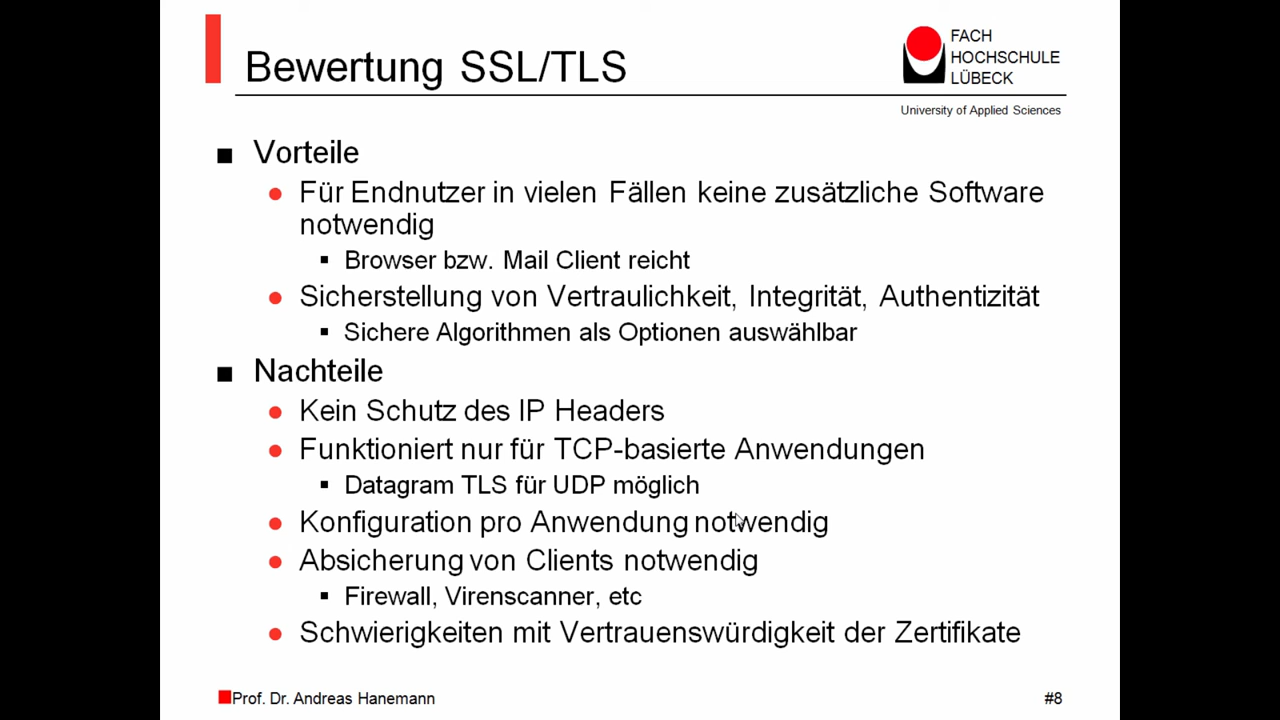 Bewertung SSL/TLS
FACH
HOCHSCHULE
LÜBECK
University of Applied Sciences
Vorteile
Für Endnutzer in vielen Fällen keine zusätzliche Software
notwendig
Browser bzw. Mail Client reicht
Sicherstellung von Vertraulichkeit, Integrität, Authentizität
Sichere Algorithmen als Optionen auswählbar
Nachteile
Kein Schutz des IP Headers
Funktioniert nur für TCP-basierte Anwendungen
Datagram TLS für UDP möglich
Konfiguration pro Anwendung notwendig
Absicherung von Clients notwendig
Firewall, Virenscanner, etc
Schwierigkeiten mit Vertrauenswürdigkeit der Zertifikate
Prof. Dr. Andreas Hanemann
#8